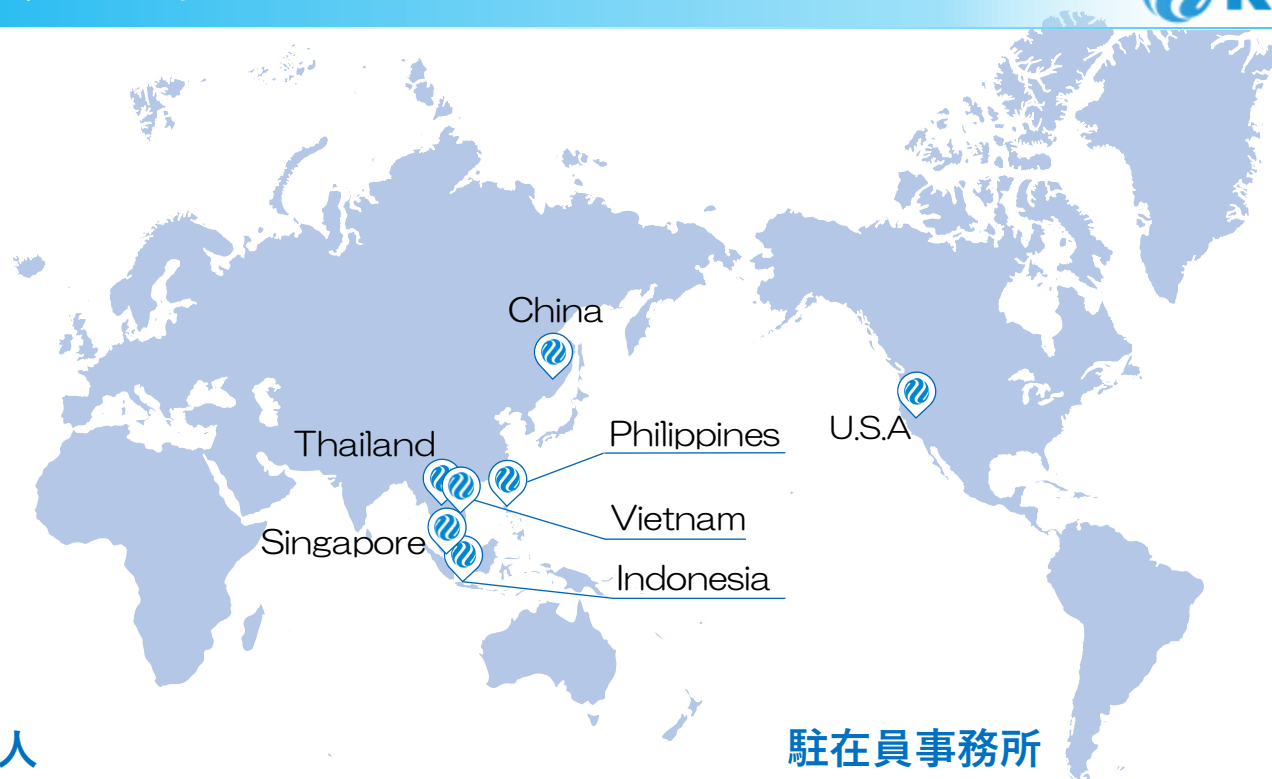 China
Thailand
Philippines
U.S.A
Vietnam
Singapore
Indonesia
人
駐在員事務所